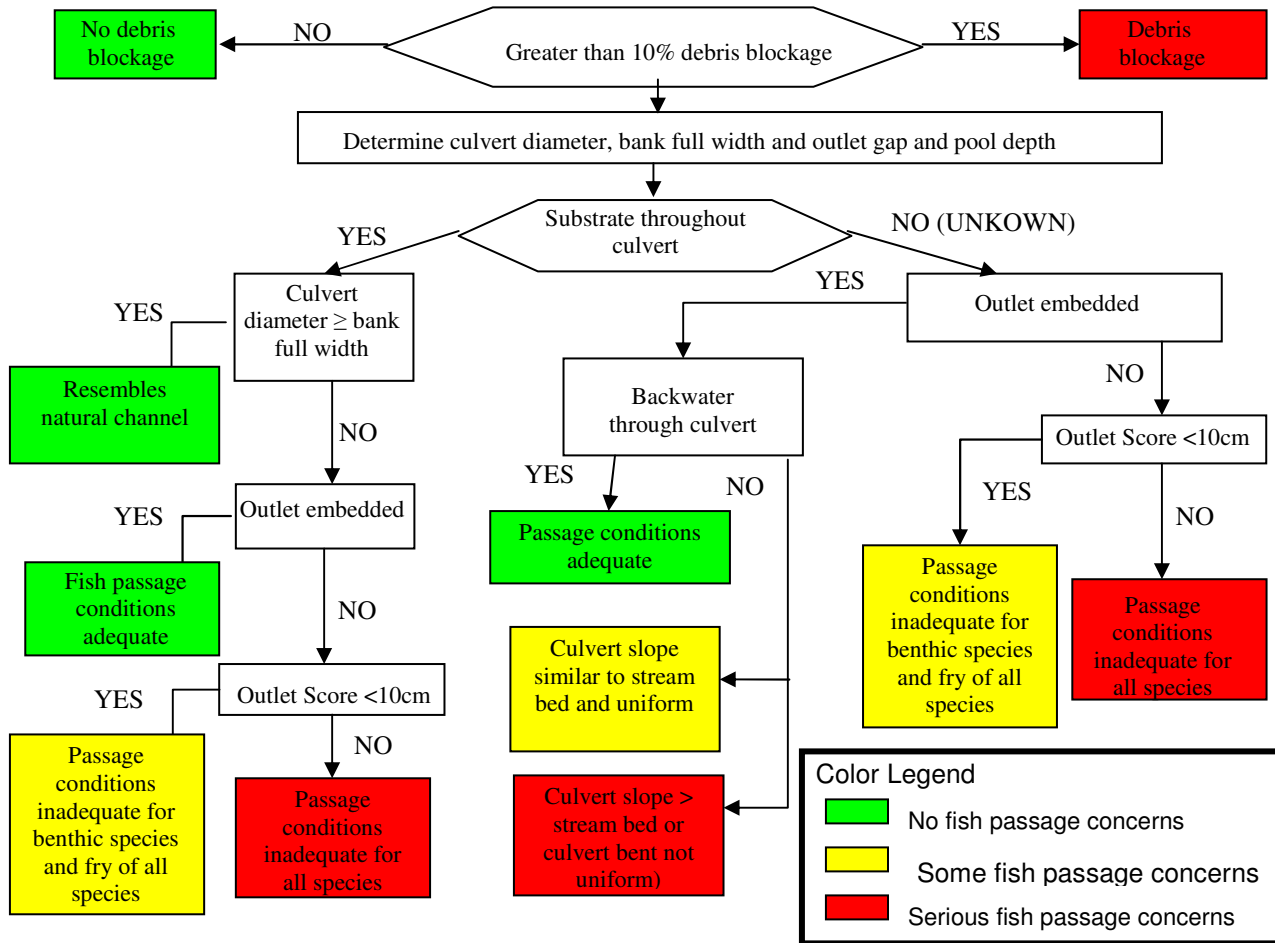 No debris
blockage
NO
Greater than 10% debris blockage
YES
Debris
blockage
Determine culvert diameter, bank full width and outlet gap and pool depth
Substrate throughout
culvert
YES
NO (UNKOWN)
Culvert
diameter ≥ bank
full width
YES
Resembles
natural channel
NO
Outlet embedded
YES
Fish passage
conditions
adequate
NO
Outlet Score <10cm
YES
Passage
conditions
inadequate for
benthic species
and fry of all
species
NO
Passage
conditions
inadequate for
all species
Outlet embedded
YES
Backwater
through culvert
YES
Passage conditions
adequate
NO
Culvert slope
similar to stream
bed and uniform
Culvert slope >
stream bed or
culvert bent not
uniform)
NO
Outlet Score <10cm
YES
Passage
conditions
inadequate for
benthic species
and fry of all
species
NO
Passage
conditions
inadequate for
all species
Color Legend
No fish passage concerns
Some fish passage concerns
Serious fish passage concerns